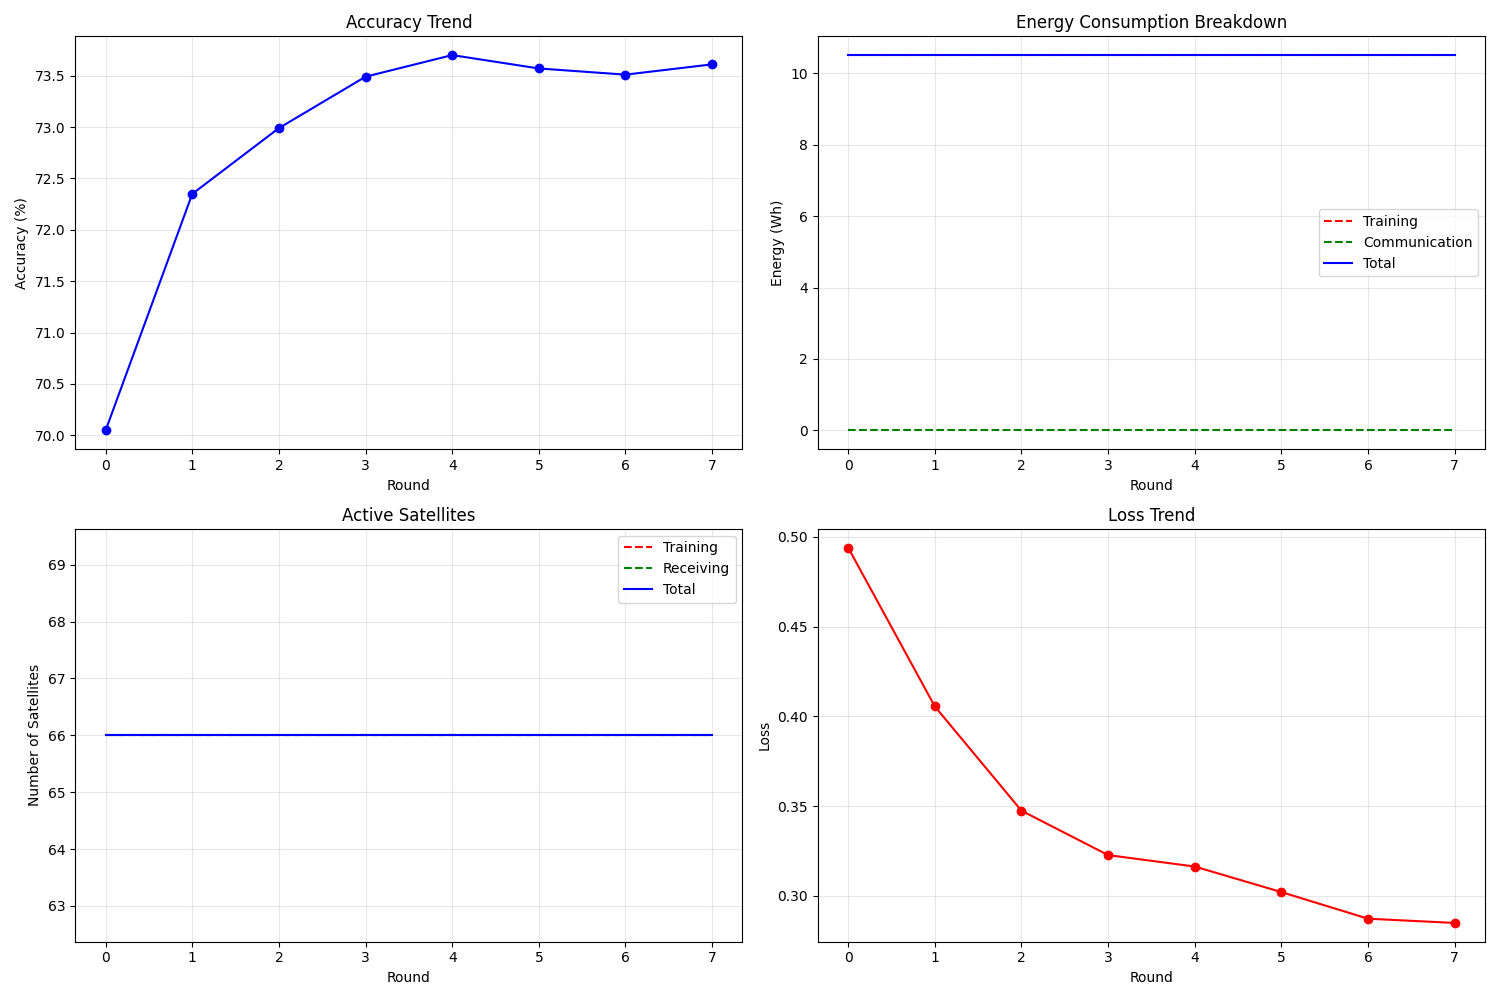 Accuracy Trend
Accuracy (%)
73.5
73.0
72.5
72.0
71.5
71.0
70.5
70.0
0 1 2 3 4 5 6 7
Round
Energy Consumption Breakdown
Energy (Wh)
10
8
6
4
2
0
Training
Communication
Total
0 1 2 3 4 5 6 7
Round
Active Satellites
Number of Satellites
69
68
67
66
65
64
63
Training
Receiving
Total
0 1 2 3 4 5 6 7
Round
Loss Trend
Loss
0.50
0.45
0.40
0.35
0.30
0 1 2 3 4 5 6 7
Round